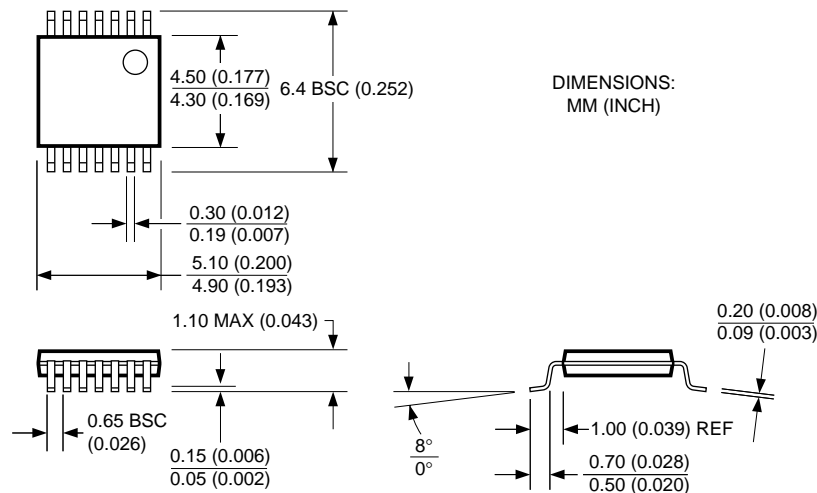 4.50 (0.177)
4.30 (0.169)
6.4 BSC (0.252)
DIMENSIONS:
MM (INCH)
0.30 (0.012)
0.19 (0.007)
5.10 (0.200)
4.90 (0.193)
1.10 MAX (0.043)
0.20 (0.008)
0.09 (0.003)
0.65 BSC
(0.026)
0.15 (0.006)
0.05 (0.002)
8°
0°
1.00 (0.039) REF
0.70 (0.028)
0.50 (0.020)